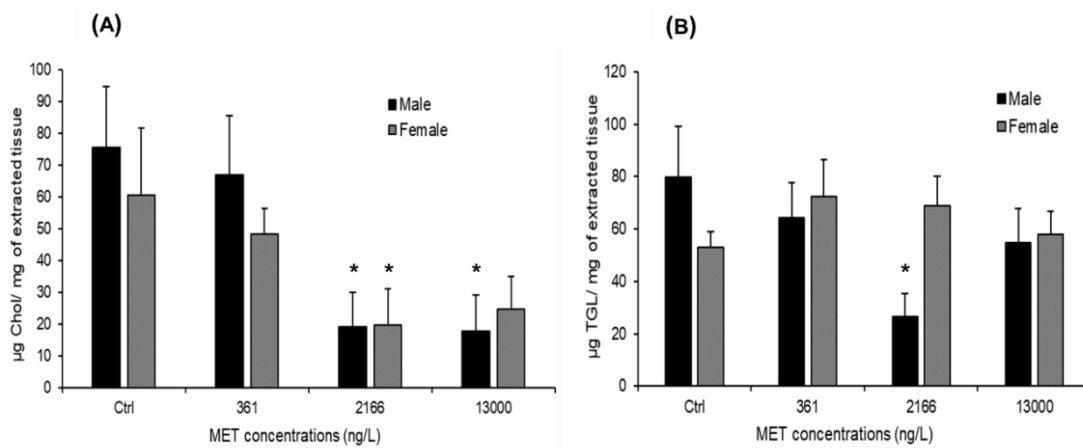 (A)
100
90
80
70
60
50
40
30
20
10
0
µg Chol/ mg of extracted tissue
Male
Female
*
*
*
Ctrl
361
2166
13000
MET concentrations (ng/L)
(B)
120
100
80
60
40
20
0
µg TGL/ mg of extracted tissue
Male
Female
*
Ctrl
361
2166
13000
MET concentrations (ng/L)